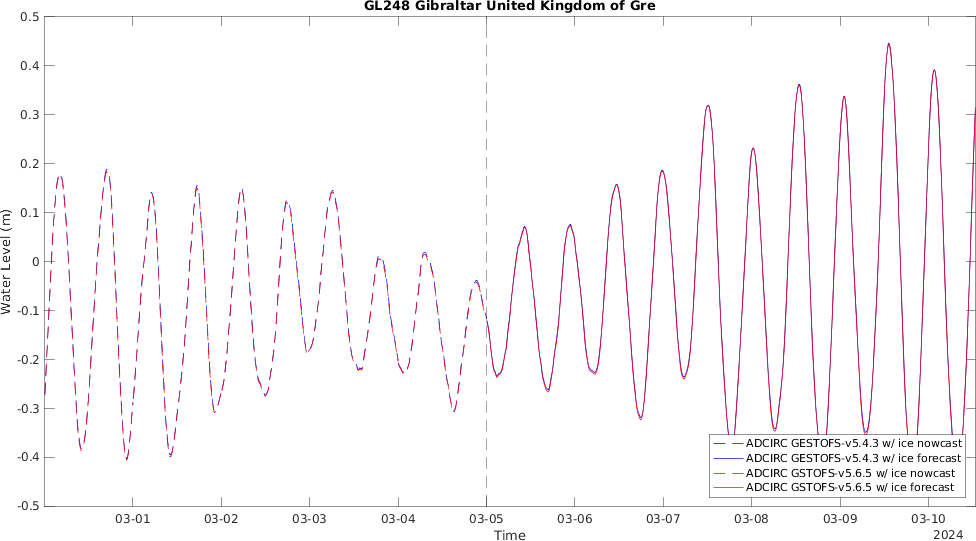 GL248 Gibraltar United Kingdom of Gre
0.5
0.4
0.3
0.2
0.1
0
-0.1
-0.2
-0.3
-0.4
-0.5
Water Level (m)
ADCIRC GESTOFS-v5.4.3 w/ ice nowcast
ADCIRC GESTOFS-v5.4.3 w/ ice forecast
ADCIRC GSTOFS-v5.6.5 w/ ice nowcast
ADCIRC GSTOFS-v5.6.5 w/ ice forecast
03-01 03-02 03-03 03-04 03-05 03-06 03-07 03-08 03-09 03-10
Time
2024